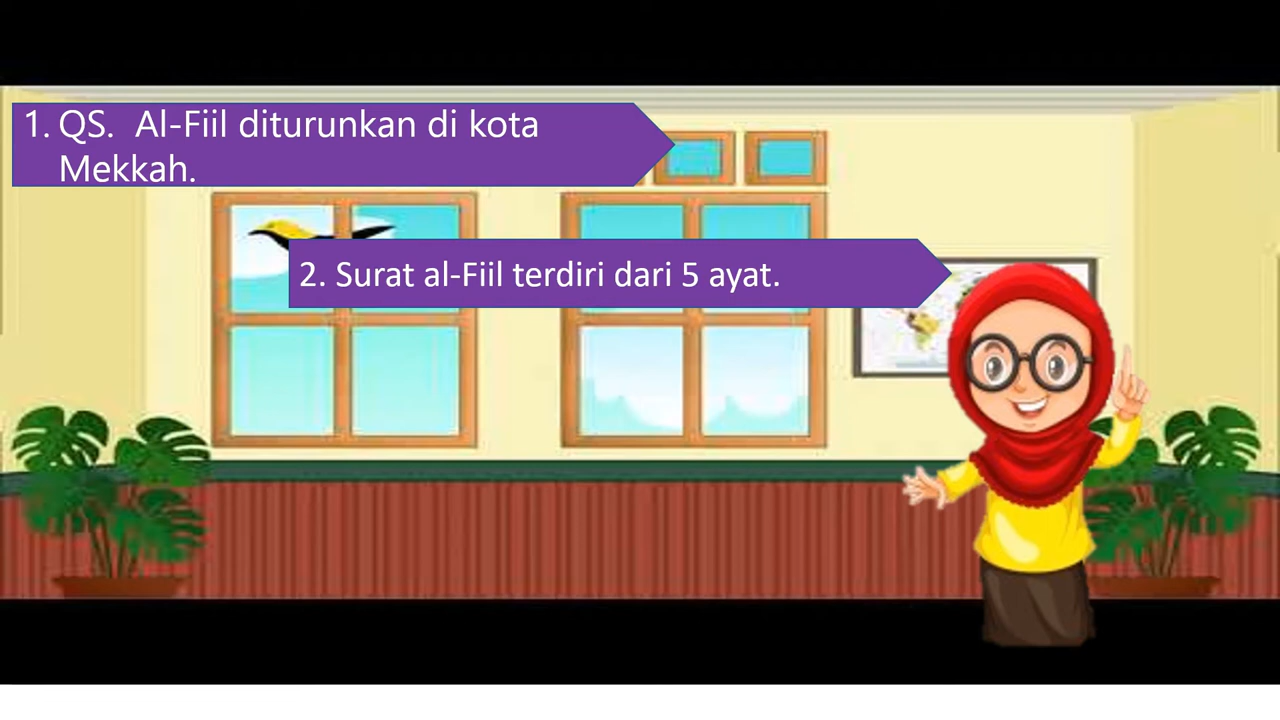 1. QS.  Al-Fiil diturunkan di kota
Mekkah.
2. Surat al-Fiil terdiri dari 5 ayat.